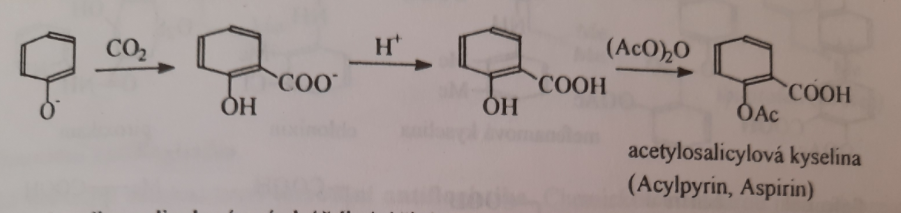 CO₂
H⁺
(AcO)₂O
O⁻
COO⁻
OH
COOH
OH
COOH
OAc
acetylosalicylová kyselina
(Acylpyrin, Aspirin)